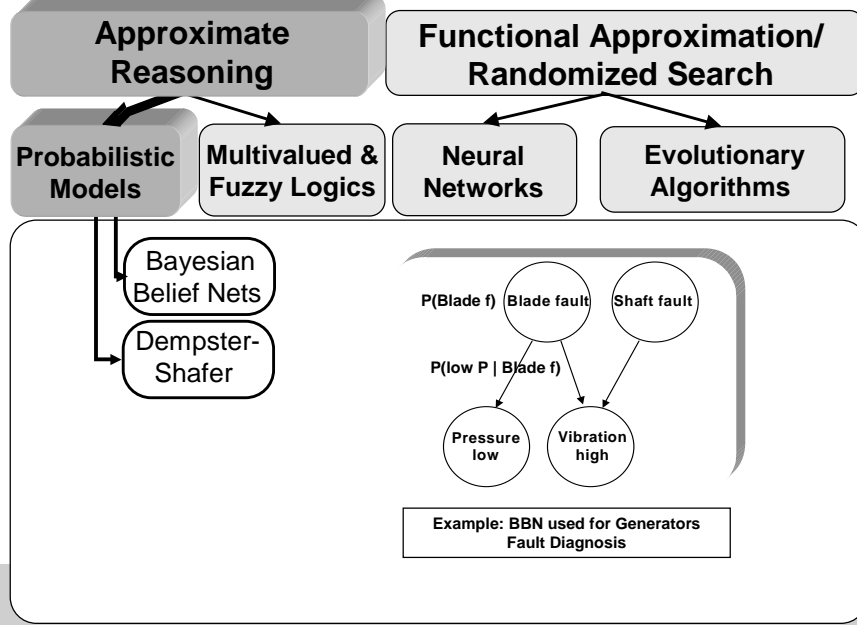 Approximate
Reasoning
Functional Approximation/
Randomized Search
Probabilistic
Models
Multivalued &
Fuzzy Logics
Neural
Networks
Evolutionary
Algorithms
Bayesian
Belief Nets
Dempster-
Shafer
P(Blade f)
Blade fault
Shaft fault
P(low P | Blade f)
Pressure
low
Vibration
high
Example: BBN used for Generators
Fault Diagnosis